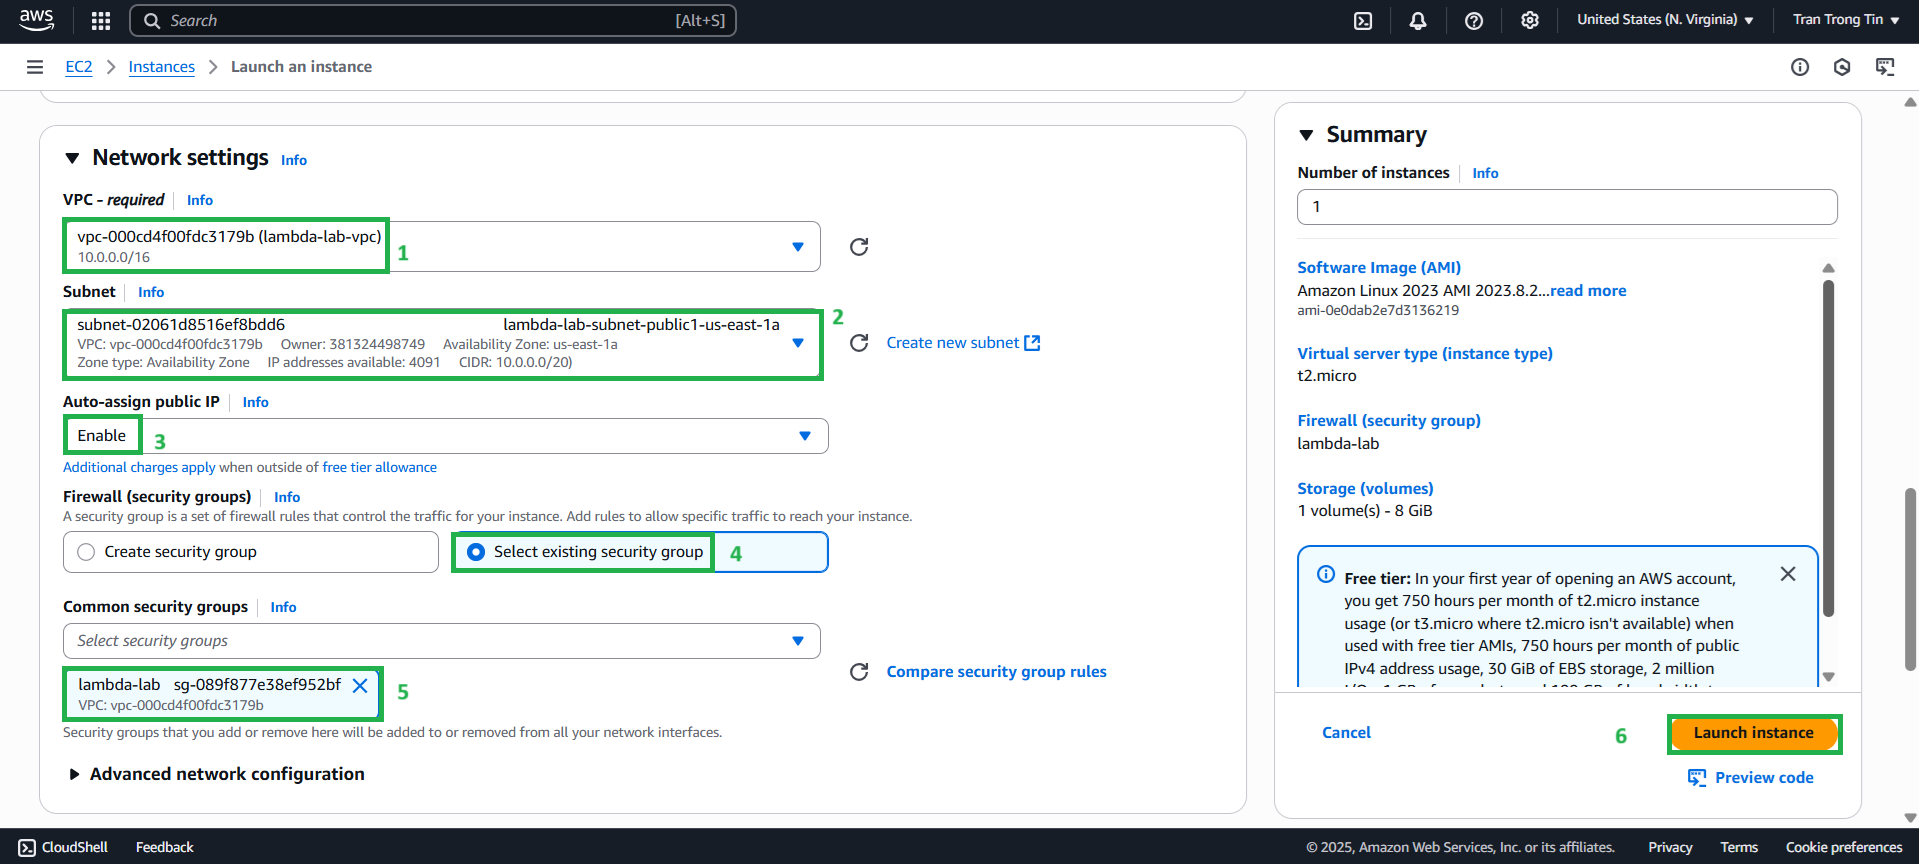 aws
Search [Alt+S]
United States (N. Virginia)
Tran Trong Tin
EC2 > Instances > Launch an instance
Network settings Info
VPC - required Info
vpc-000cd4f00fdc3179b (lambda-lab-vpc)
10.0.0.0/16
1
Subnet Info
subnet-02061d8516ef8bdd6 lambda-lab-subnet-public1-us-east-1a
VPC: vpc-000cd4f00fdc3179b Owner: 381324498749 Availability Zone: us-east-1a
Zone type: Availability Zone IP addresses available: 4091 CIDR: 10.0.0.0/20)
2
Create new subnet
Auto-assign public IP Info
Enable
3
Additional charges apply when outside of free tier allowance
Firewall (security groups) Info
A security group is a set of firewall rules that control the traffic for your instance. Add rules to allow specific traffic to reach your instance.
Create security group
Select existing security group
4
Common security groups Info
Select security groups
lambda-lab sg-089f877e38ef952bf
VPC: vpc-000cd4f00fdc3179b
5
Compare security group rules
Security groups that you add or remove here will be added to or removed from all your network interfaces.
Advanced network configuration
Summary
Number of instances Info
1
Software Image (AMI)
Amazon Linux 2023 AMI 2023.8.2...read more
ami-0e0dab2e7d3136219
Virtual server type (instance type)
t2.micro
Firewall (security group)
lambda-lab
Storage (volumes)
1 volume(s) - 8 GiB
Free tier: In your first year of opening an AWS account,
you get 750 hours per month of t2.micro instance
usage (or t3.micro where t2.micro isn't available) when
used with free tier AMIs, 750 hours per month of public
IPv4 address usage, 30 GiB of EBS storage, 2 million
Cancel
6
Launch instance
Preview code
CloudShell Feedback
© 2025, Amazon Web Services, Inc. or its affiliates. Privacy Terms Cookie preferences